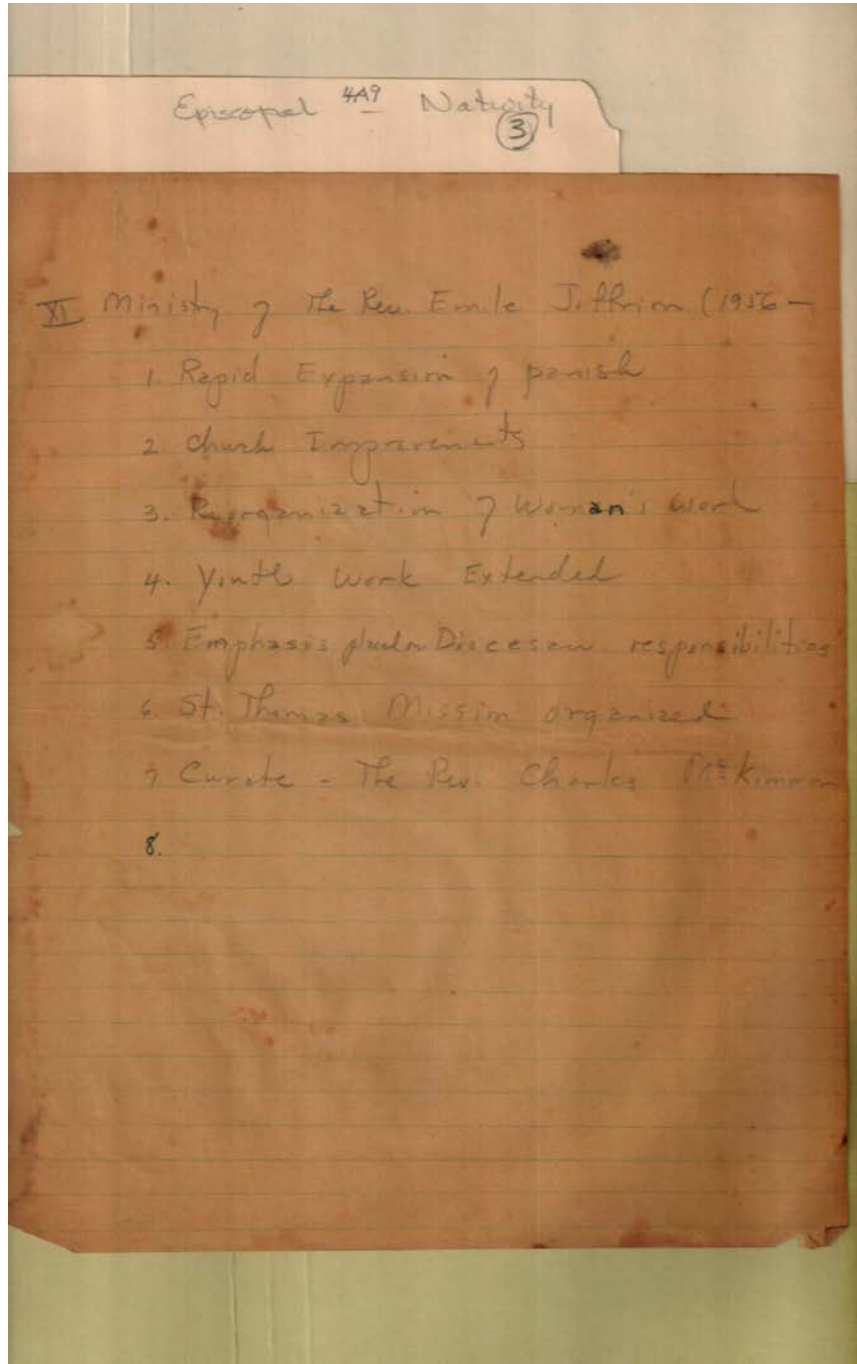 Episcopal 4A9 Nativity
3
XI Ministry of The Rev. Emile Joffrion (1956 —
1. Rapid Expansion of parish
2 Church Improvements
3. Reorganization of Woman's Work
4. Youth Work Extended
5 Emphasis placed on Diocesan responsibilities
6. St. Thomas Mission organized
7 Curate - The Rev. Charles McKimmon
8.